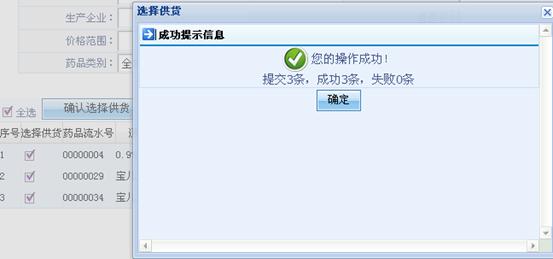 选择供货
生产企业：
价格范围：
药品类别：
成功提示信息
您的操作成功！
提交3条，成功3条，失败0条
确定
全选
确认选择供货
序号 选择供货 药品流水号
1 00000004 0.9
2 00000029 宝
3 00000034 宝